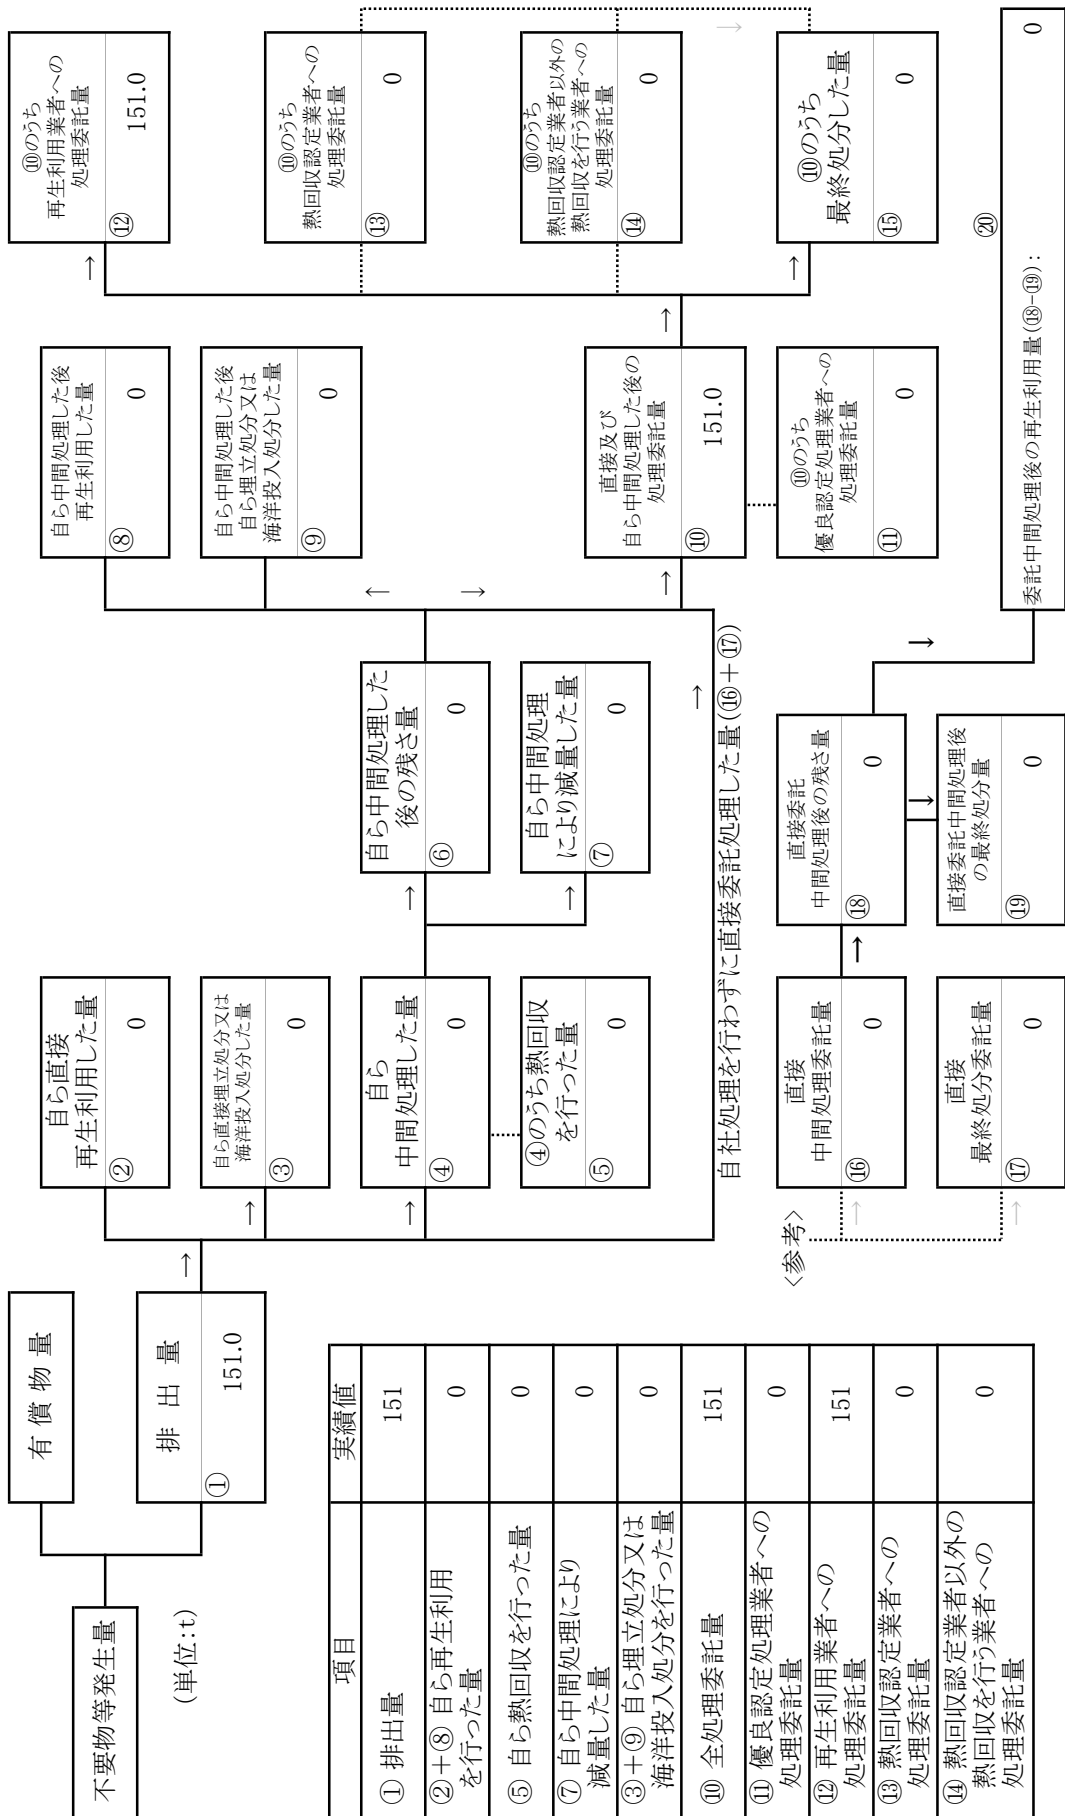 不要物等発生量
(単位:t)
有 償 物 量
排 出 量
①
151.0
→
自ら直接
再生利用した量
②
0
→
自ら直接埋立処分又は
海洋投入処分した量
③
0
→
自ら
中間処理した量
④
0
④のうち熱回収
を行った量
⑤
0
→
自ら中間処理した
後の残さ量
⑥
0
→
自ら中間処理
により減量した量
⑦
0
→
自社処理を行わずに直接委託処理した量(⑯+⑰)
←
→
自ら中間処理した後
再生利用した量
⑧
0
自ら中間処理した後
自ら埋立処分又は
海洋投入処分した量
⑨
0
→
直接及び
自ら中間処理した後の
処理委託量
⑩
151.0
⑩のうち
優良認定処理業者への
処理委託量
⑪
0
→
→
⑩のうち
再生利用業者への
処理委託量
⑫
151.0
⑩のうち
熱回収認定業者への
処理委託量
⑬
0
⑩のうち
熱回収認定業者以外の
熱回収を行う業者への
処理委託量
⑭
0
→
→
⑩のうち
最終処分した量
⑮
0
<参考>
→
直接
中間処理委託量
⑯
0
→
直接
最終処分委託量
⑰
0
→
直接委託
中間処理後の残さ量
⑱
0
→
直接委託中間処理後
の最終処分量
⑲
0
→
⑳
委託中間処理後の再生利用量(⑱-⑲):
0
項目 実績値
① 排出量 151
②+⑧ 自ら再生利用
を行った量 0
⑤ 自ら熱回収を行った量 0
⑦ 自ら中間処理により
減量した量 0
③+⑨ 自ら埋立処分又は
海洋投入処分を行った量 0
⑩ 全処理委託量 151
⑪ 優良認定処理業者への
処理委託量 0
⑫ 再生利用業者への
処理委託量 151
⑬ 熱回収認定業者への
処理委託量 0
⑭ 熱回収認定業者以外の
熱回収を行う業者への
処理委託量 0